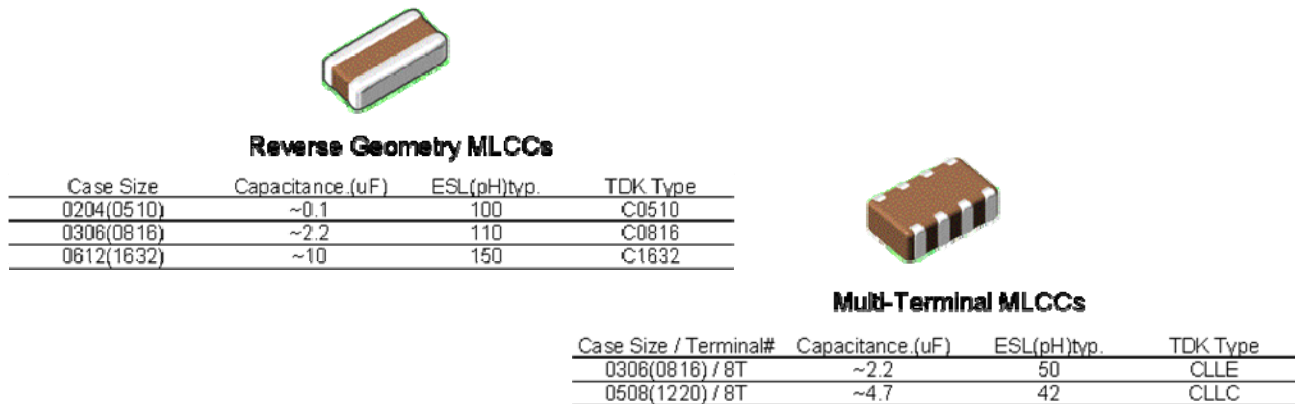 Reverse Geometry MLCCs
Case Size Capacitance.(uF) ESL(pH)typ. TDK Type
0204(0510) ~0.1 100 C0510
0306(0816) ~2.2 110 C0816
0612(1632) ~10 150 C1632
Multi-Terminal MLCCs
Case Size / Terminal# Capacitance.(uF) ESL(pH)typ. TDK Type
0306(0816) / 8T ~2.2 50 CLLE
0508(1220) / 8T ~4.7 42 CLLC